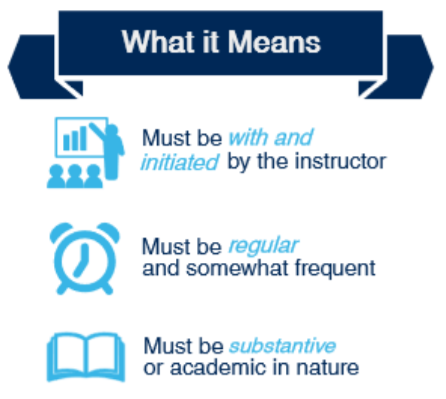 What it Means
Must be with and
initiated by the instructor
Must be regular
and somewhat frequent
Must be substantive
or academic in nature